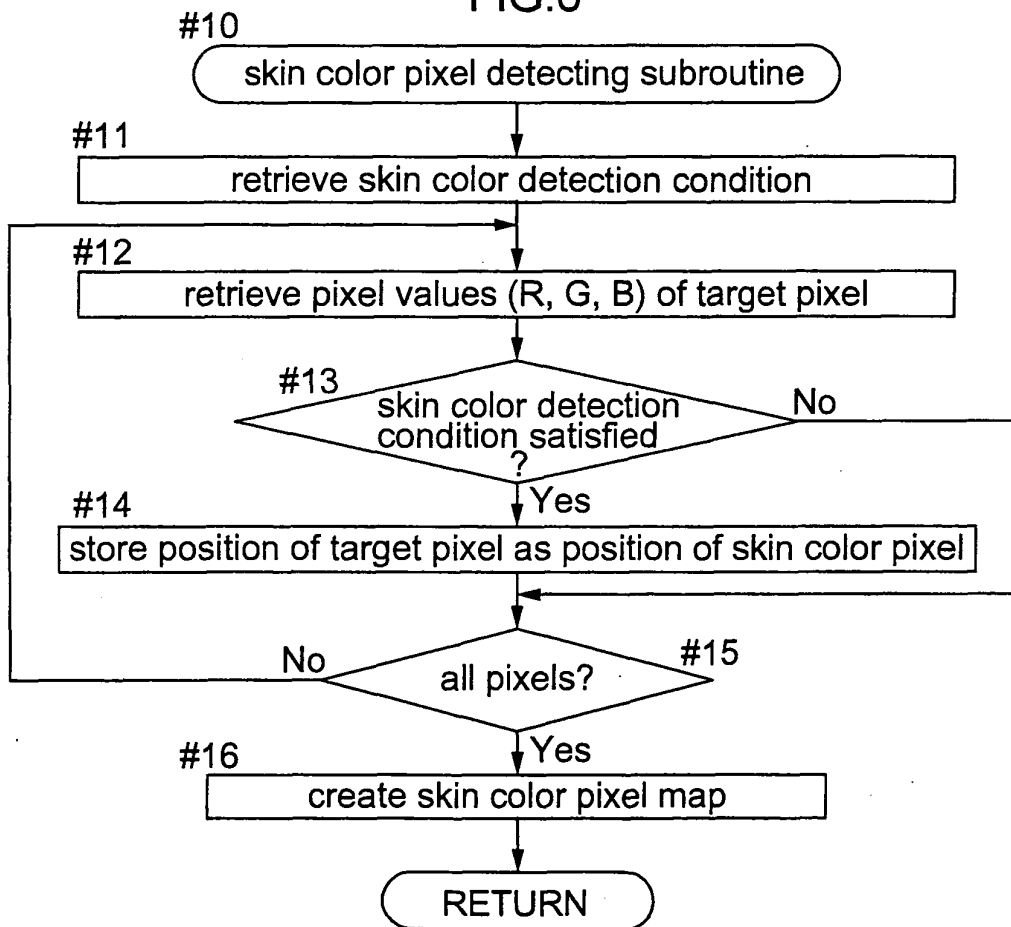 #10
skin color pixel detecting subroutine
#11
retrieve skin color detection condition
#12
retrieve pixel values (R, G, B) of target pixel
#13
skin color detection
condition satisfied
?
No
Yes
#14
store position of target pixel as position of skin color pixel
No
all pixels?
#15
Yes
#16
create skin color pixel map
RETURN